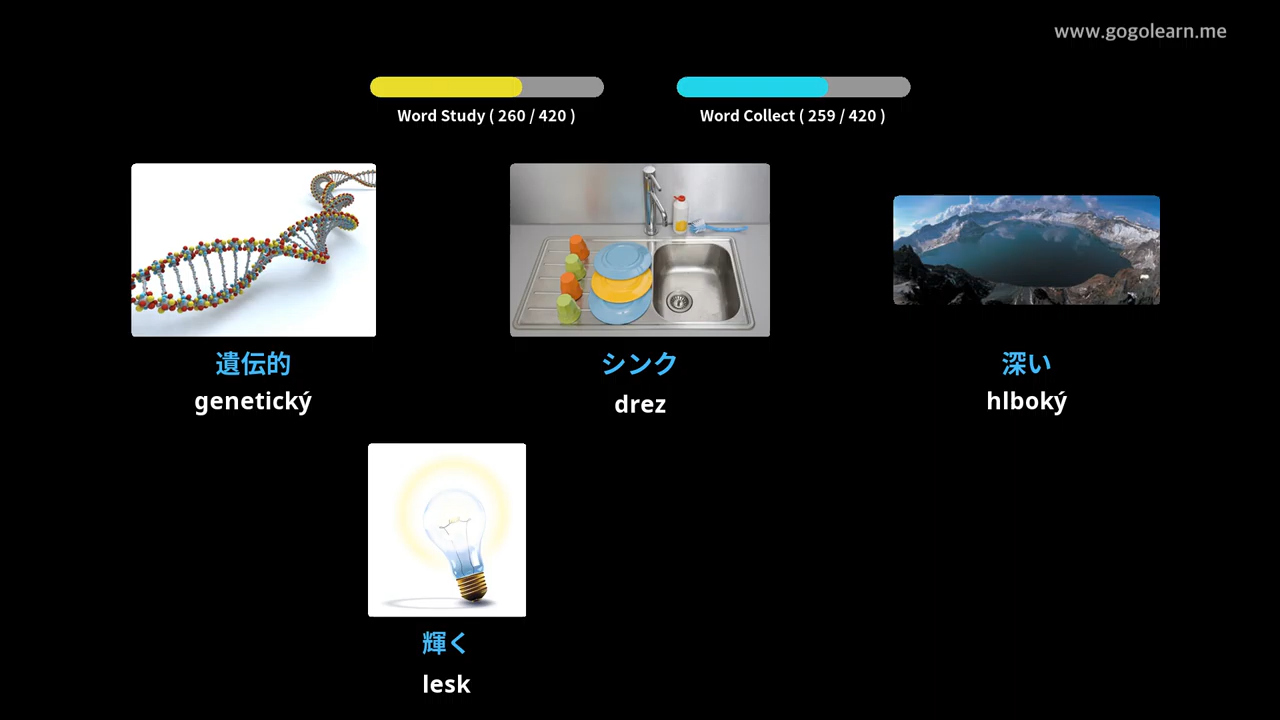 www.gogolearn.me
Word Study ( 260 / 420 )
Word Collect ( 259 / 420 )
遺伝的
genetický
シンク
drez
深い
hlboký
輝く
lesk